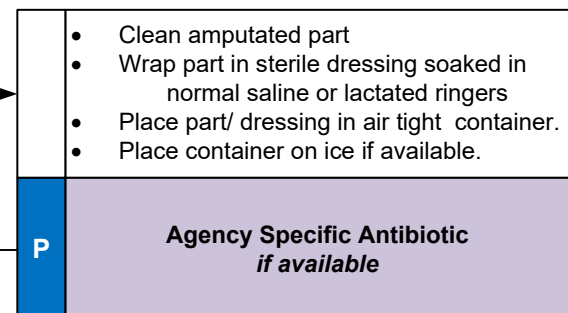 • Clean amputated part
• Wrap part in sterile dressing soaked in
normal saline or lactated ringers
• Place part/ dressing in air tight container.
• Place container on ice if available.
P
Agency Specific Antibiotic
if available